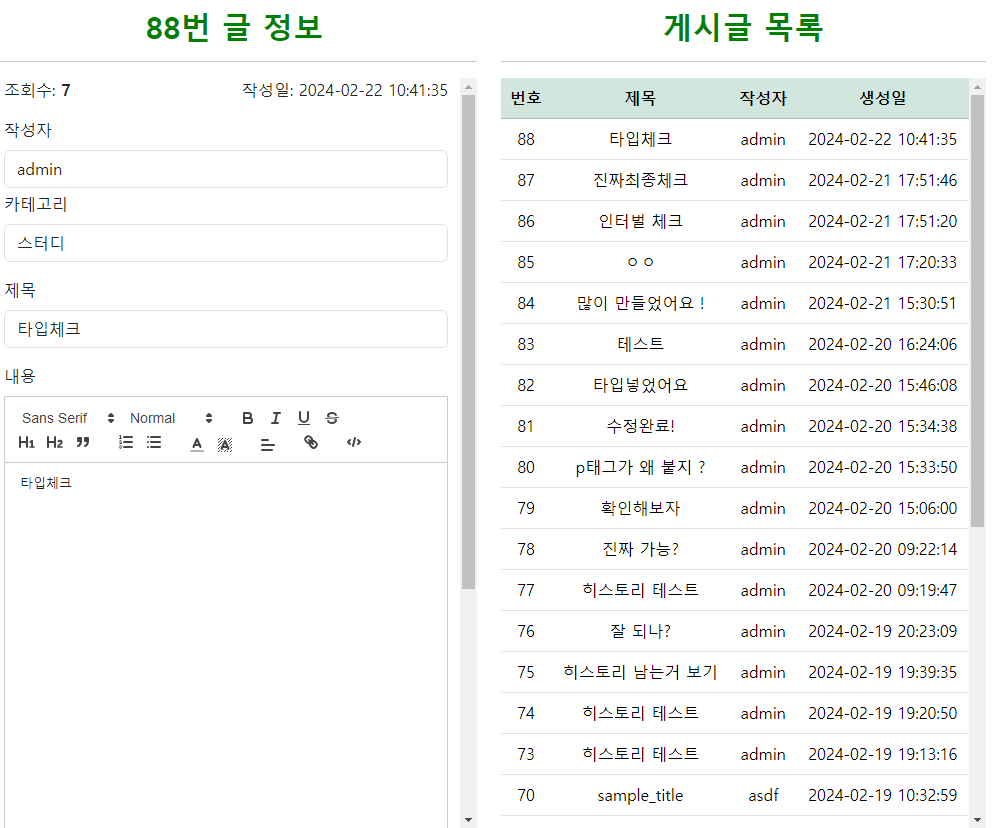 88번 글 정보
조회수: 7 작성일: 2024-02-22 10:41:35
작성자
admin
카테고리
스터디
제목
타입체크
내용
Sans Serif Normal B I U S
H1 H2 A A
타입체크
게시글 목록
번호 제목 작성자 생성일
88 타입체크 admin 2024-02-22 10:41:35
87 진짜최종체크 admin 2024-02-21 17:51:46
86 인터벌 체크 admin 2024-02-21 17:51:20
85 ㅇㅇ admin 2024-02-21 17:20:33
84 많이 만들었어요 ! admin 2024-02-21 15:30:51
83 테스트 admin 2024-02-20 16:24:06
82 타입넣었어요 admin 2024-02-20 15:46:08
81 수정완료! admin 2024-02-20 15:34:38
80 p태그가 왜 붙지 ? admin 2024-02-20 15:33:50
79 확인해보자 admin 2024-02-20 15:06:00
78 진짜 가능? admin 2024-02-20 09:22:14
77 히스토리 테스트 admin 2024-02-20 09:19:47
76 잘 되나? admin 2024-02-19 20:23:09
75 히스토리 남는거 보기 admin 2024-02-19 19:39:35
74 히스토리 테스트 admin 2024-02-19 19:20:50
73 히스토리 테스트 admin 2024-02-19 19:13:16
70 sample_title asdf 2024-02-19 10:32:59